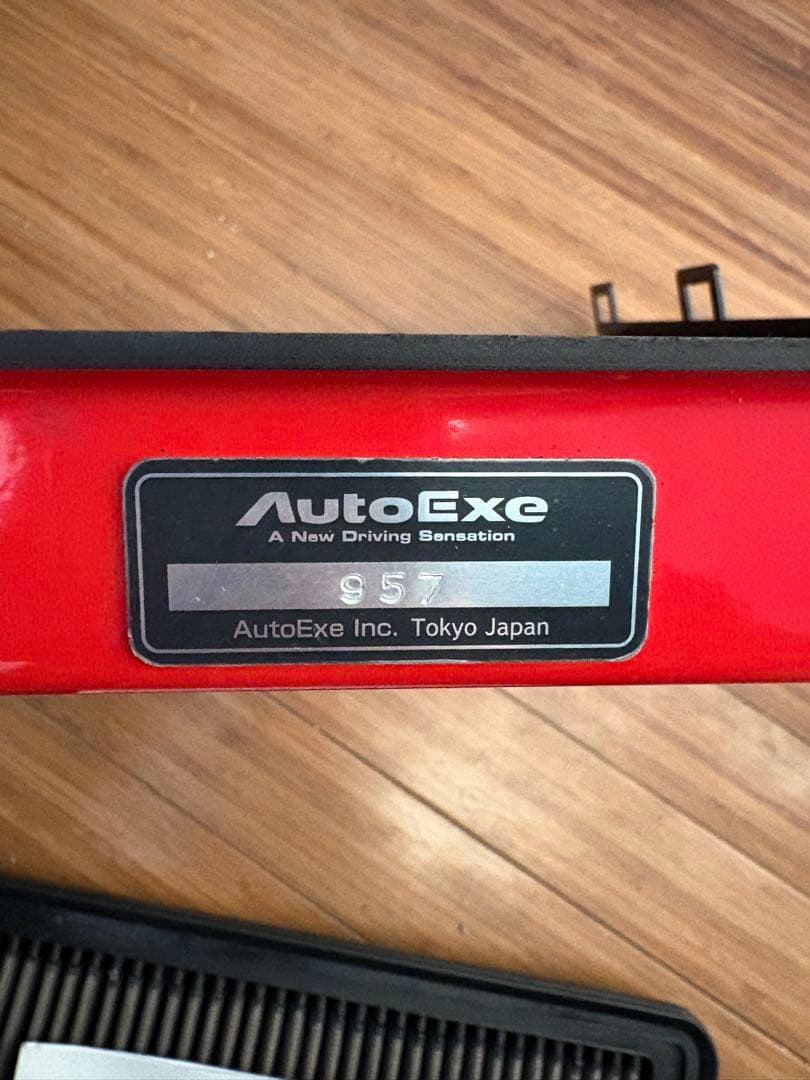 AutoExe
A New Driving Sensation
957
AutoExe Inc. Tokyo Japan